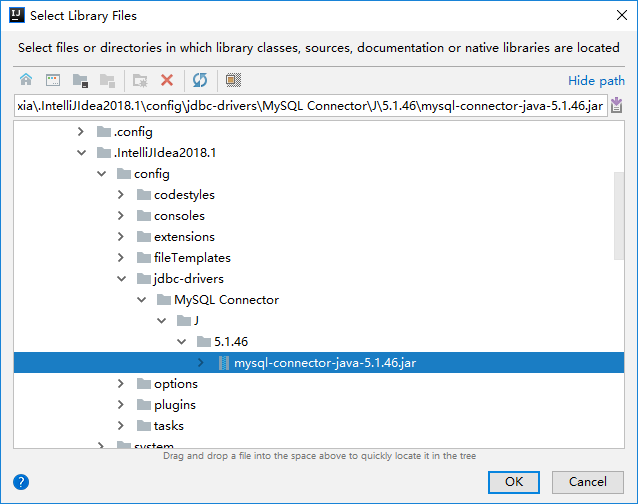 Select Library Files
Select files or directories in which library classes, sources, documentation or native libraries are located
Hide path
xia\.IntelliJIdea2018.1\config\jdbc-drivers\MySQL Connector\J\5.1.46\mysql-connector-java-5.1.46.jar
.config
.IntelliJIdea2018.1
config
codestyles
consoles
extensions
fileTemplates
jdbc-drivers
MySQL Connector
J
5.1.46
mysql-connector-java-5.1.46.jar
options
plugins
tasks
system
Drag and drop a file into the space above to quickly locate it in the tree
OK
Cancel